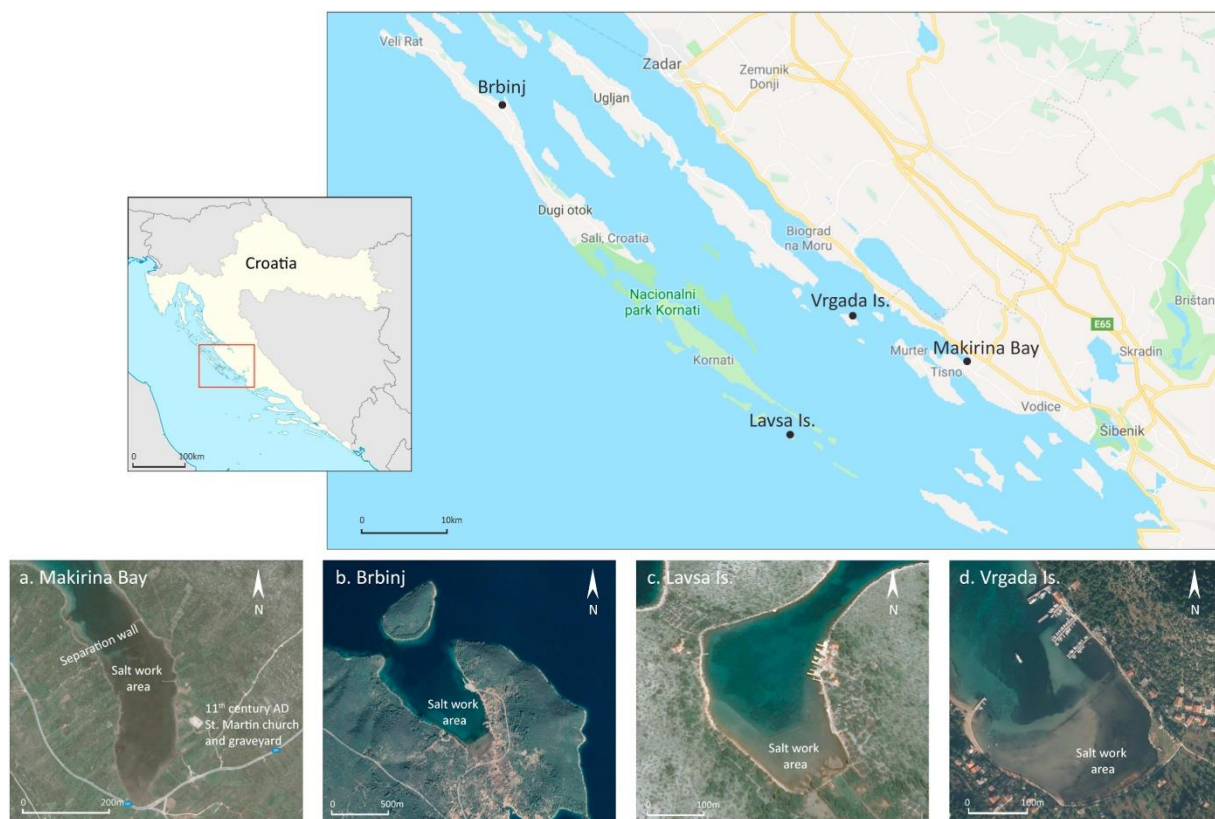 Veli Rat
Brbinj
Zadar
Zemunik
Donji
Ugljan
Dugi otok
Sali, Croatia
Biograd
na Moru
Nacionalni
park Kornati
Vrgada Is.
Kornati
Murter
Makirina Bay
Tisno
E65
Skradin
Brištan
Lavsa Is.
Vodice
Šibenik
0 10km
Croatia
0 100km
a. Makirina Bay
N
Separation wall
Salt work
area
11th century AD
St. Martin church
and graveyard
0 200m
b. Brbinj
N
Salt work
area
0 500m
c. Lavsa Is.
N
Salt work
area
0 100m
d. Vrgada Is.
N
Salt work
area
0 100m